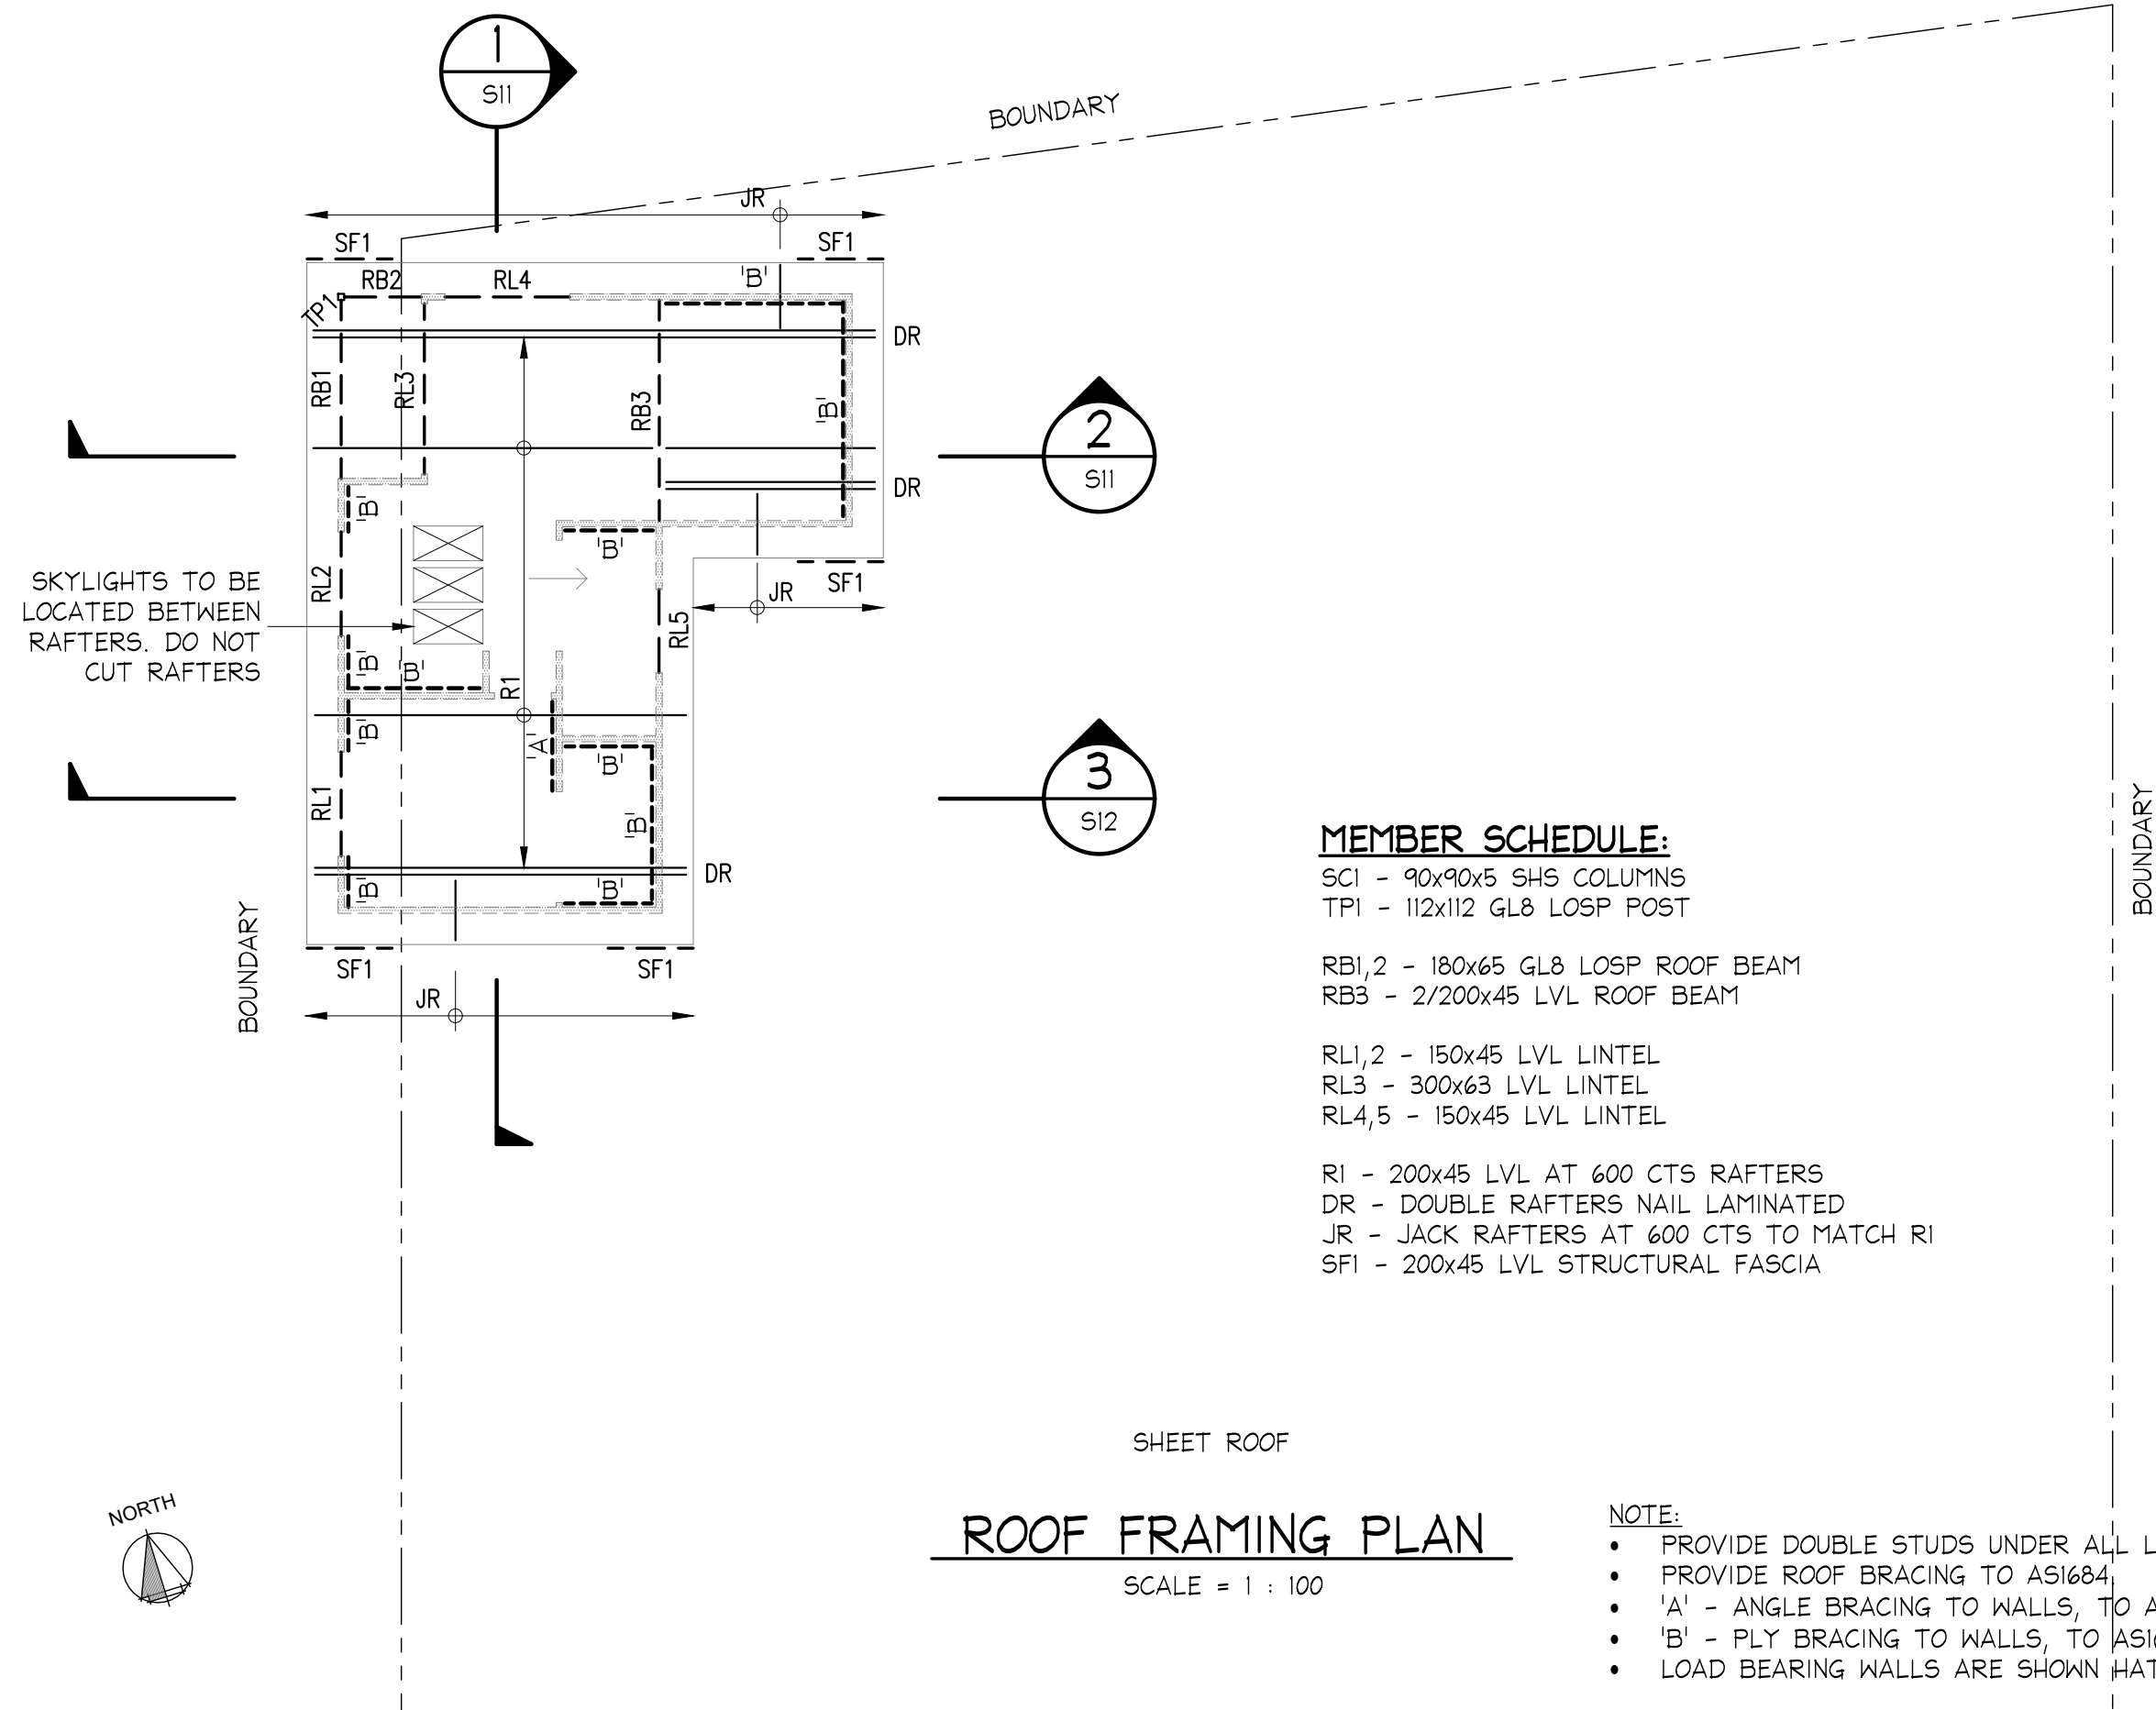 1
S11
BOUNDARY
JR
SF1
SF1
RB2
RL4
'B'
TP1
DR
RB1
RL3
RB3
'B'
2
S11
DR
'B'
'B'
SF1
SKYLIGHTS TO BE
LOCATED BETWEEN
RAFTERS. DO NOT
CUT RAFTERS
RL2
JR
RL5
'B'
'B'
R1
'B'
'A'
'B'
3
S12
RL1
'B'
DR
'B'
'B'
BOUNDARY
SF1
SF1
JR
BOUNDARY
MEMBER SCHEDULE:
SC1 - 90x90x5 SHS COLUMNS
TP1 - 112x112 GL8 LOSP POST
RB1,2 - 180x65 GL8 LOSP ROOF BEAM
RB3 - 2/200x45 LVL ROOF BEAM
RL1,2 - 150x45 LVL LINTEL
RL3 - 300x63 LVL LINTEL
RL4,5 - 150x45 LVL LINTEL
R1 - 200x45 LVL AT 600 CTS RAFTERS
DR - DOUBLE RAFTERS NAIL LAMINATED
JR - JACK RAFTERS AT 600 CTS TO MATCH R1
SF1 - 200x45 LVL STRUCTURAL FASCIA
SHEET ROOF
NORTH
ROOF FRAMING PLAN
SCALE = 1 : 100
NOTE:
• PROVIDE DOUBLE STUDS UNDER ALL
• PROVIDE ROOF BRACING TO AS1684.
• 'A' - ANGLE BRACING TO WALLS, TO
• 'B' - PLY BRACING TO WALLS, TO
• LOAD BEARING WALLS ARE SHOWN